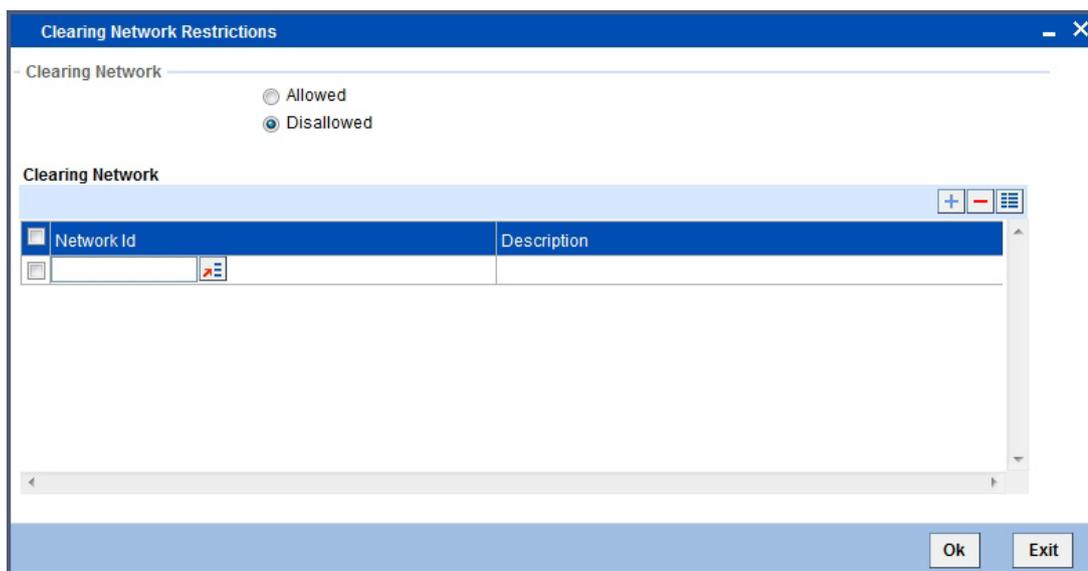 Clearing Network Restrictions
Clearing Network
Allowed
Disallowed
Clearing Network
Network Id Description
Ok Exit